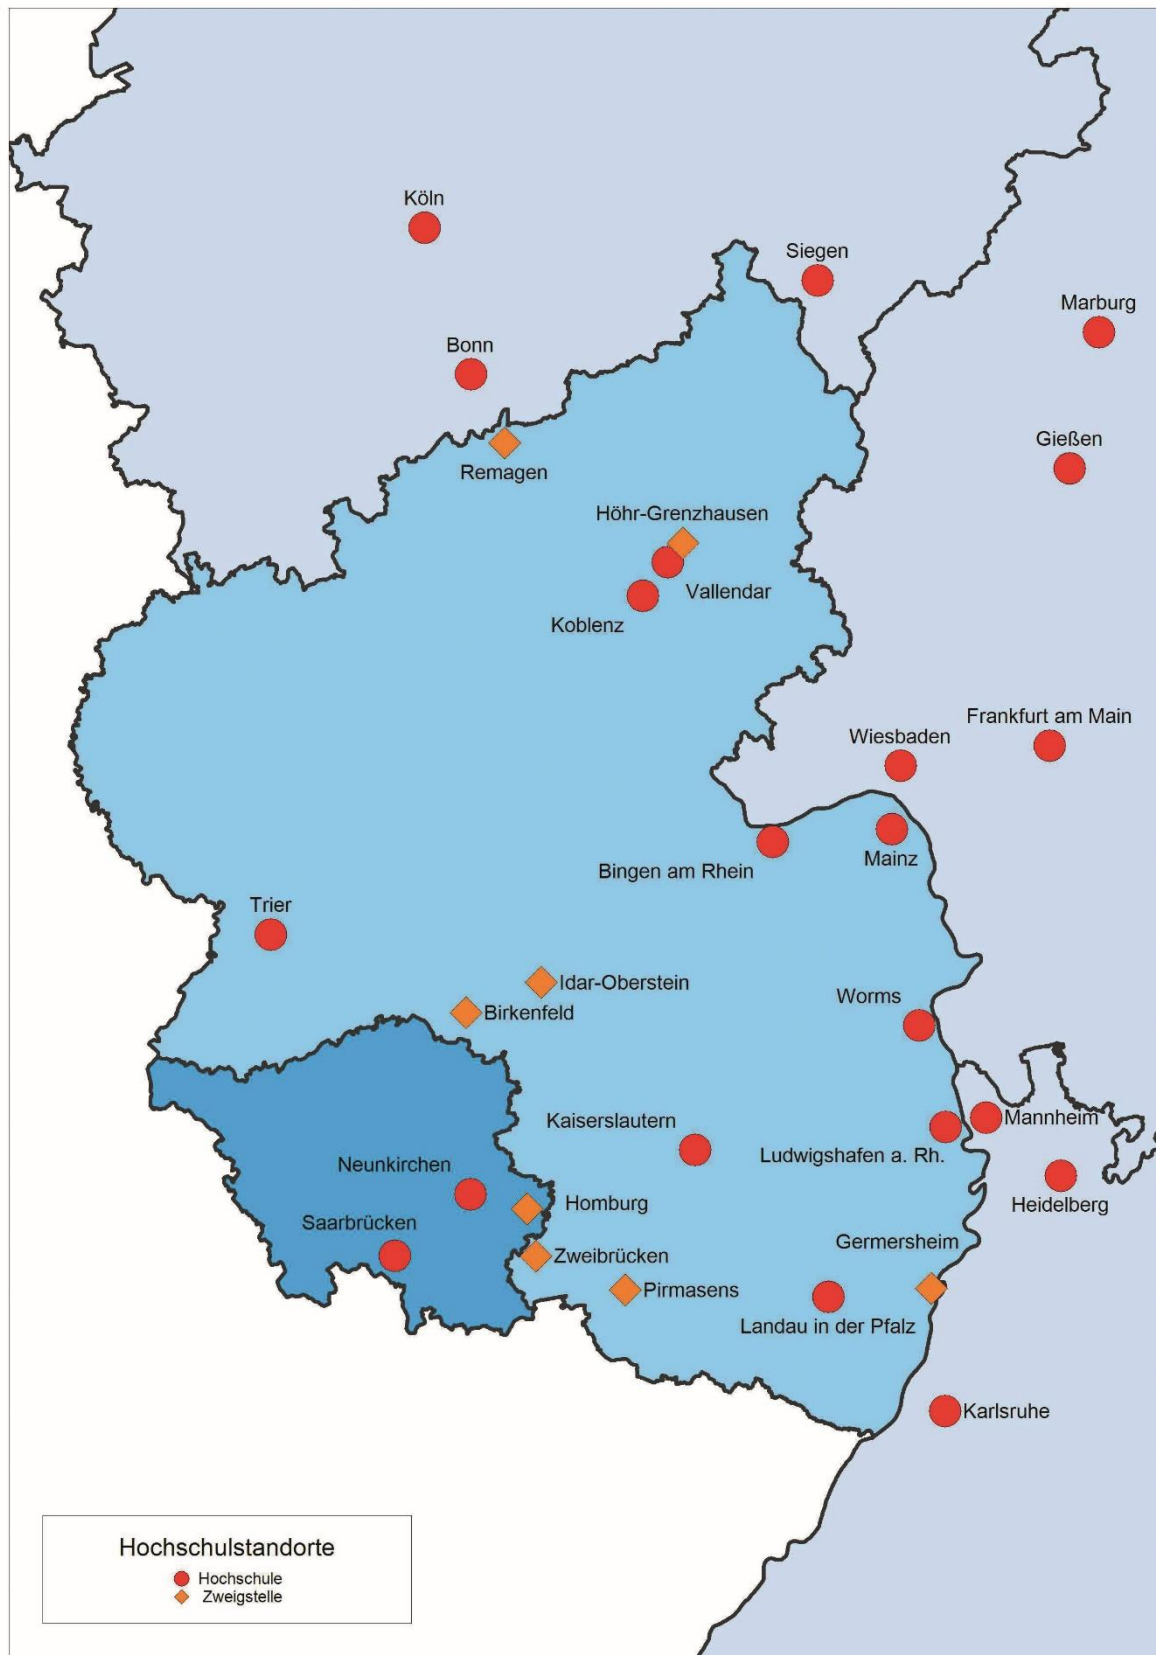 Köln
Siegen
Marburg
Bonn
Gießen
Remagen
Höhr-Grenzhausen
Vallendar
Koblenz
Frankfurt am Main
Wiesbaden
Mainz
Bingen am Rhein
Trier
Idar-Oberstein
Worms
Birkenfeld
Mannheim
Kaiserslautern
Ludwigshafen a. Rh.
Neunkirchen
Heidelberg
Homburg
Saarbrücken
Germersheim
Zweibrücken
Pirmasens
Landau in der Pfalz
Karlsruhe
Hochschulstandorte
Hochschule
Zweigstelle